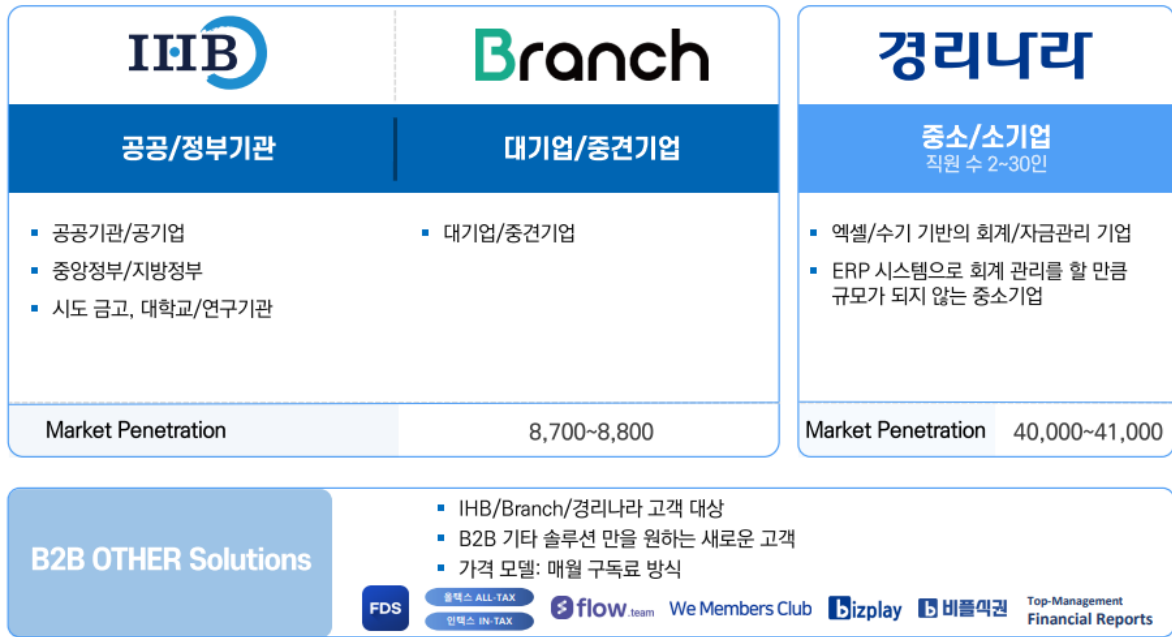 IHB
Branch
경리나라
공공/정부기관
대기업/중견기업
중소/소기업
직원 수 2~30인
공공기관/공기업
중앙정부/지방정부
시도 금고, 대학교/연구기관
대기업/중견기업
엑셀/수기 기반의 회계/자금관리 기업
ERP 시스템으로 회계 관리를 할 만큼
규모가 되지 않는 중소기업
Market Penetration
8,700~8,800
Market Penetration
40,000~41,000
B2B OTHER Solutions
IHB/Branch/경리나라 고객 대상
B2B 기타 솔루션 만을 원하는 새로운 고객
가격 모델: 매월 구독료 방식
FDS
올택스 ALL-TAX
인택스 IN-TAX
flow.team
We Members Club
bizplay
비플식권
Top-Management
Financial Reports